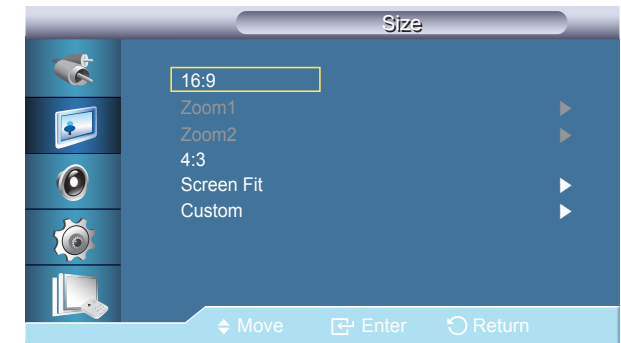 Size
16:9
Zoom1
Zoom2
4:3
Screen Fit
Custom
Move Enter Return